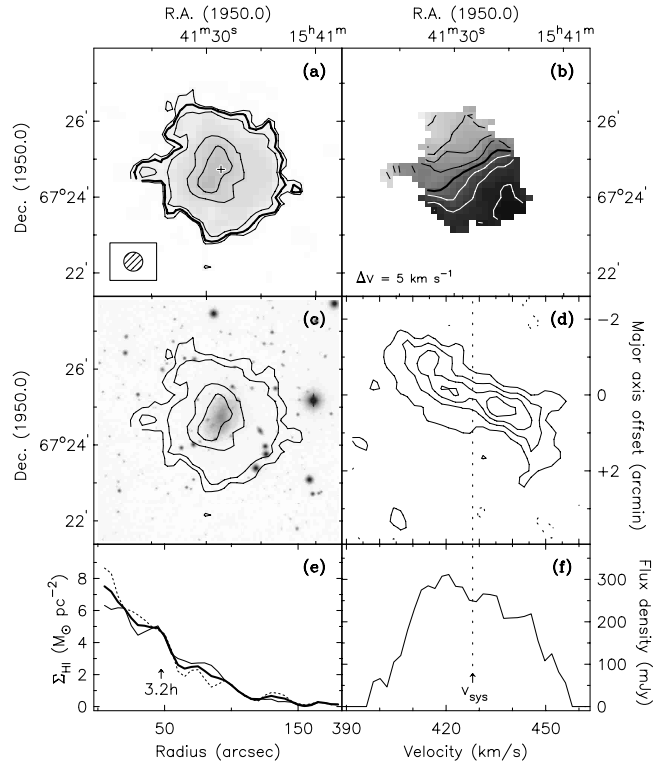 R.A. (1950.0) R.A. (1950.0)
41ᵐ30ˢ 15ʰ41ᵐ 41ᵐ30ˢ 15ʰ41ᵐ
(a) (b)
26' 26'
Dec. (1950.0) 67°24' 67°24'
22' 22'
ΔV = 5 km s⁻¹
(c) (d)
26' −2
Dec. (1950.0) 67°24' 0 Major axis offset (arcmin)
22' +2
(e) (f)
8 300
6 200
4 100
2 0
0
Σ_HI (M_⊙ pc⁻²) Flux density (mJy)
3.2h V_sys
50 150 390 420 450
Radius (arcsec) Velocity (km/s)